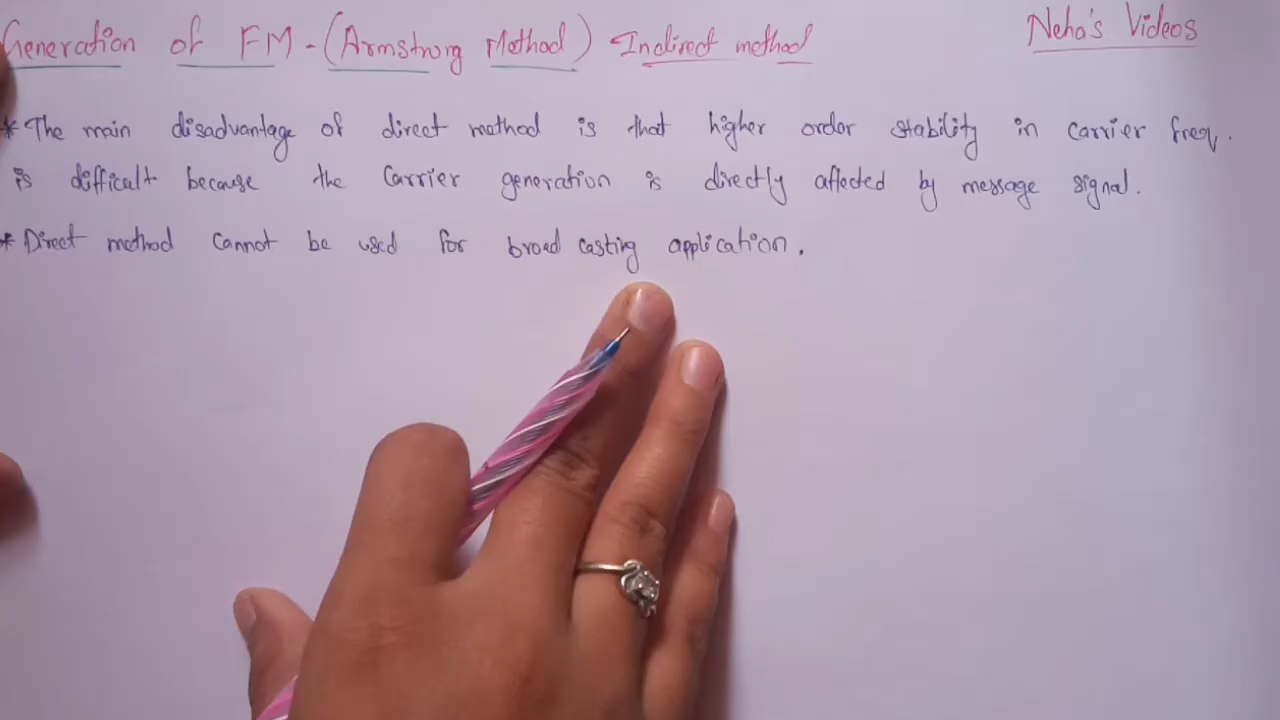 Generation of FM - (Armstrong Method) Indirect method
Neha's Videos
* The main disadvantage of direct method is that higher order stability in carrier freq.
is difficult because the carrier generation is directly affected by message signal.
* Direct method cannot be used for broad casting application.